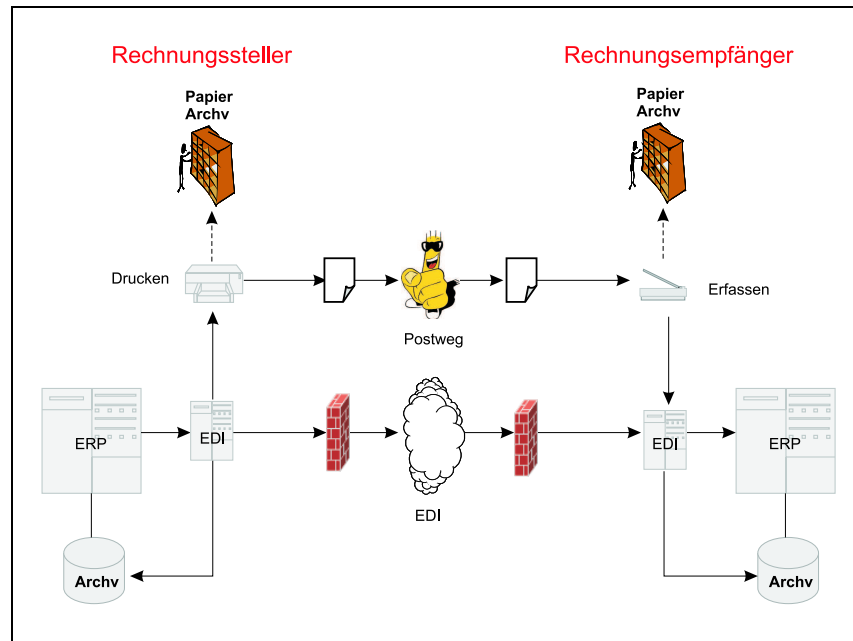 Rechnungssteller
Rechnungsempfänger
Papier
Archv
Papier
Archv
Drucken
Postweg
Erfassen
ERP
EDI
EDI
EDI
ERP
Archv
Archv